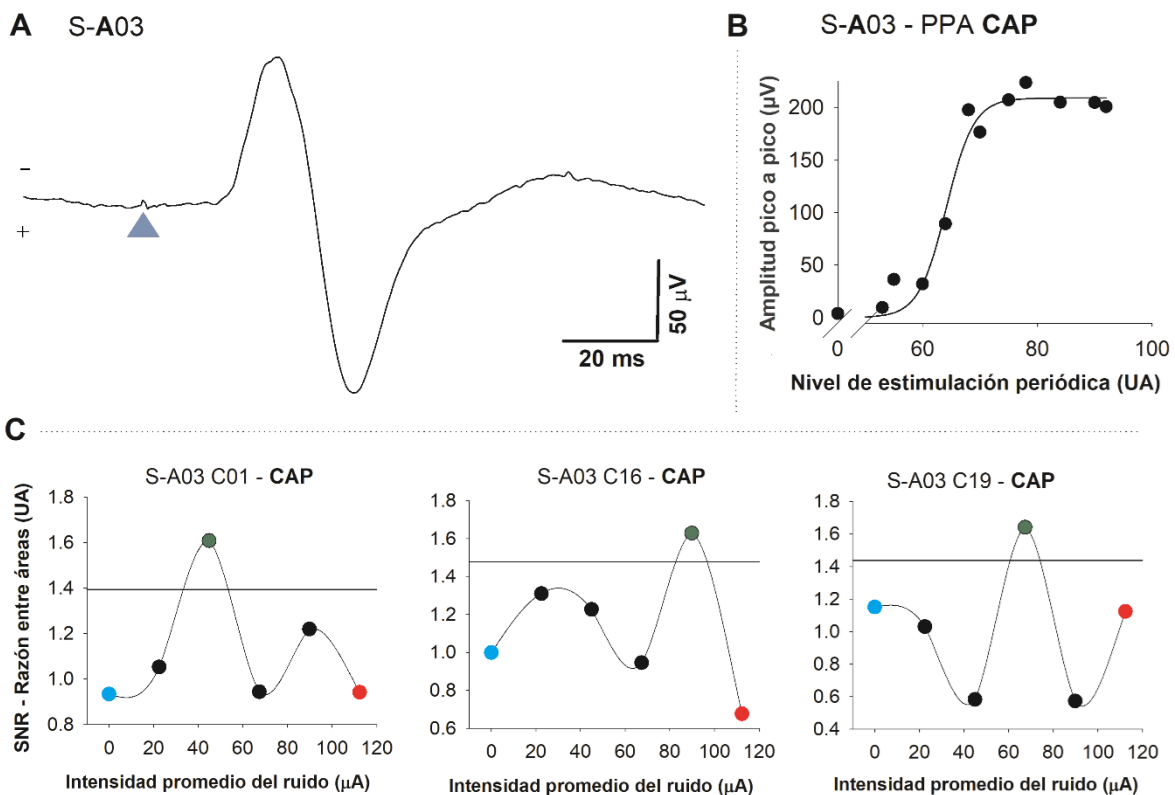 A S-A03
−
+
50 µV
20 ms
B S-A03 - PPA CAP
Amplitud pico a pico (µV)
200
150
100
50
0
0 60 80 100
Nivel de estimulación periódica (UA)
C
S-A03 C01 - CAP
SNR - Razón entre áreas (UA)
1.8
1.6
1.4
1.2
1.0
0.8
0 20 40 60 80 100 120
Intensidad promedio del ruido (µA)
S-A03 C16 - CAP
1.8
1.6
1.4
1.2
1.0
0.8
0.6
0 20 40 60 80 100 120
Intensidad promedio del ruido (µA)
S-A03 C19 - CAP
1.8
1.6
1.4
1.2
1.0
0.8
0.6
0.4
0 20 40 60 80 100 120
Intensidad promedio del ruido (µA)